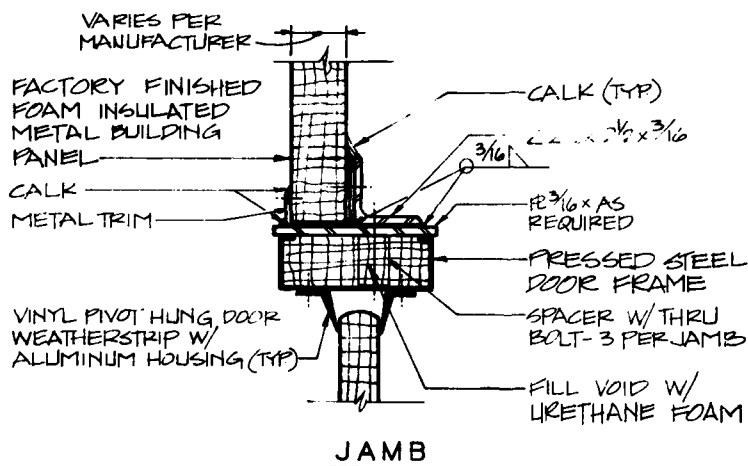 VARIES PER
MANUFACTURER
FACTORY FINISHED
FOAM INSULATED
METAL BUILDING
PANEL
CALK
METAL TRIM
VINYL PIVOT HUNG DOOR
WEATHERSTRIP W/
ALUMINUM HOUSING (TYP)
CALK (TYP.)
x 3/16
3/16
PL 3/16 x AS
REQUIRED
PRESSED STEEL
DOOR FRAME
SPACER W/ THRU
BOLT - 3 PER JAMB
FILL VOID W/
URETHANE FOAM
JAMB